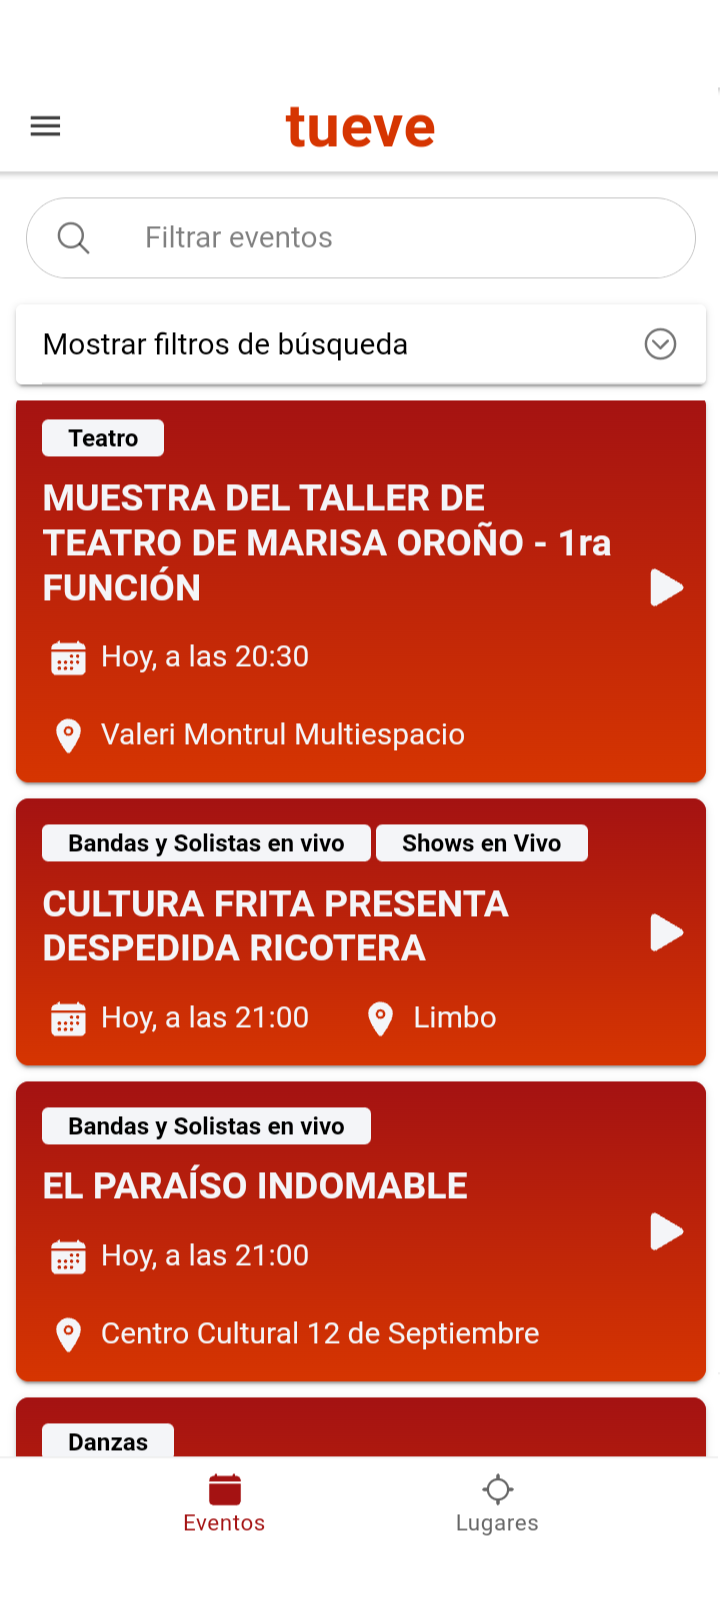 tueve
Filtrar eventos
Mostrar filtros de búsqueda
Teatro
MUESTRA DEL TALLER DE
TEATRO DE MARISA OROÑO - 1ra
FUNCIÓN
Hoy, a las 20:30
Valeri Montrul Multiespacio
Bandas y Solistas en vivo Shows en Vivo
CULTURA FRITA PRESENTA
DESPEDIDA RICOTERA
Hoy, a las 21:00 Limbo
Bandas y Solistas en vivo
EL PARAÍSO INDOMABLE
Hoy, a las 21:00
Centro Cultural 12 de Septiembre
Danzas
Eventos Lugares